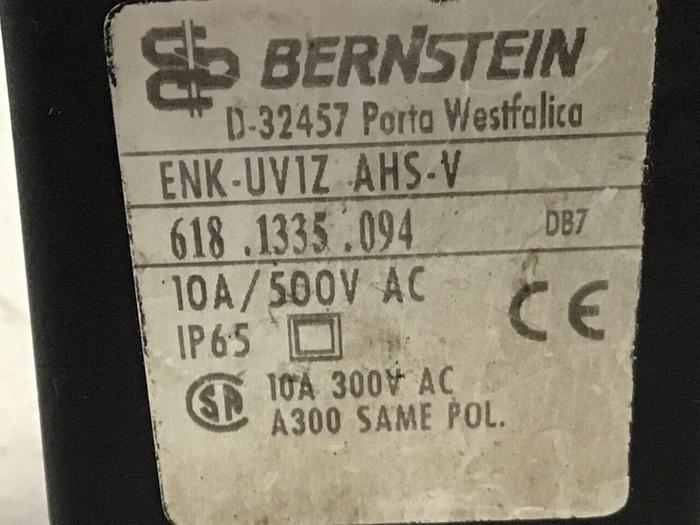 BERNSTEIN
D-32457 Porta Westfalica
ENK-UV1Z AHS-V
618.1335.094 DB7
10A/500V AC
CE
IP65
SA 10A 300V AC
A300 SAME POL.